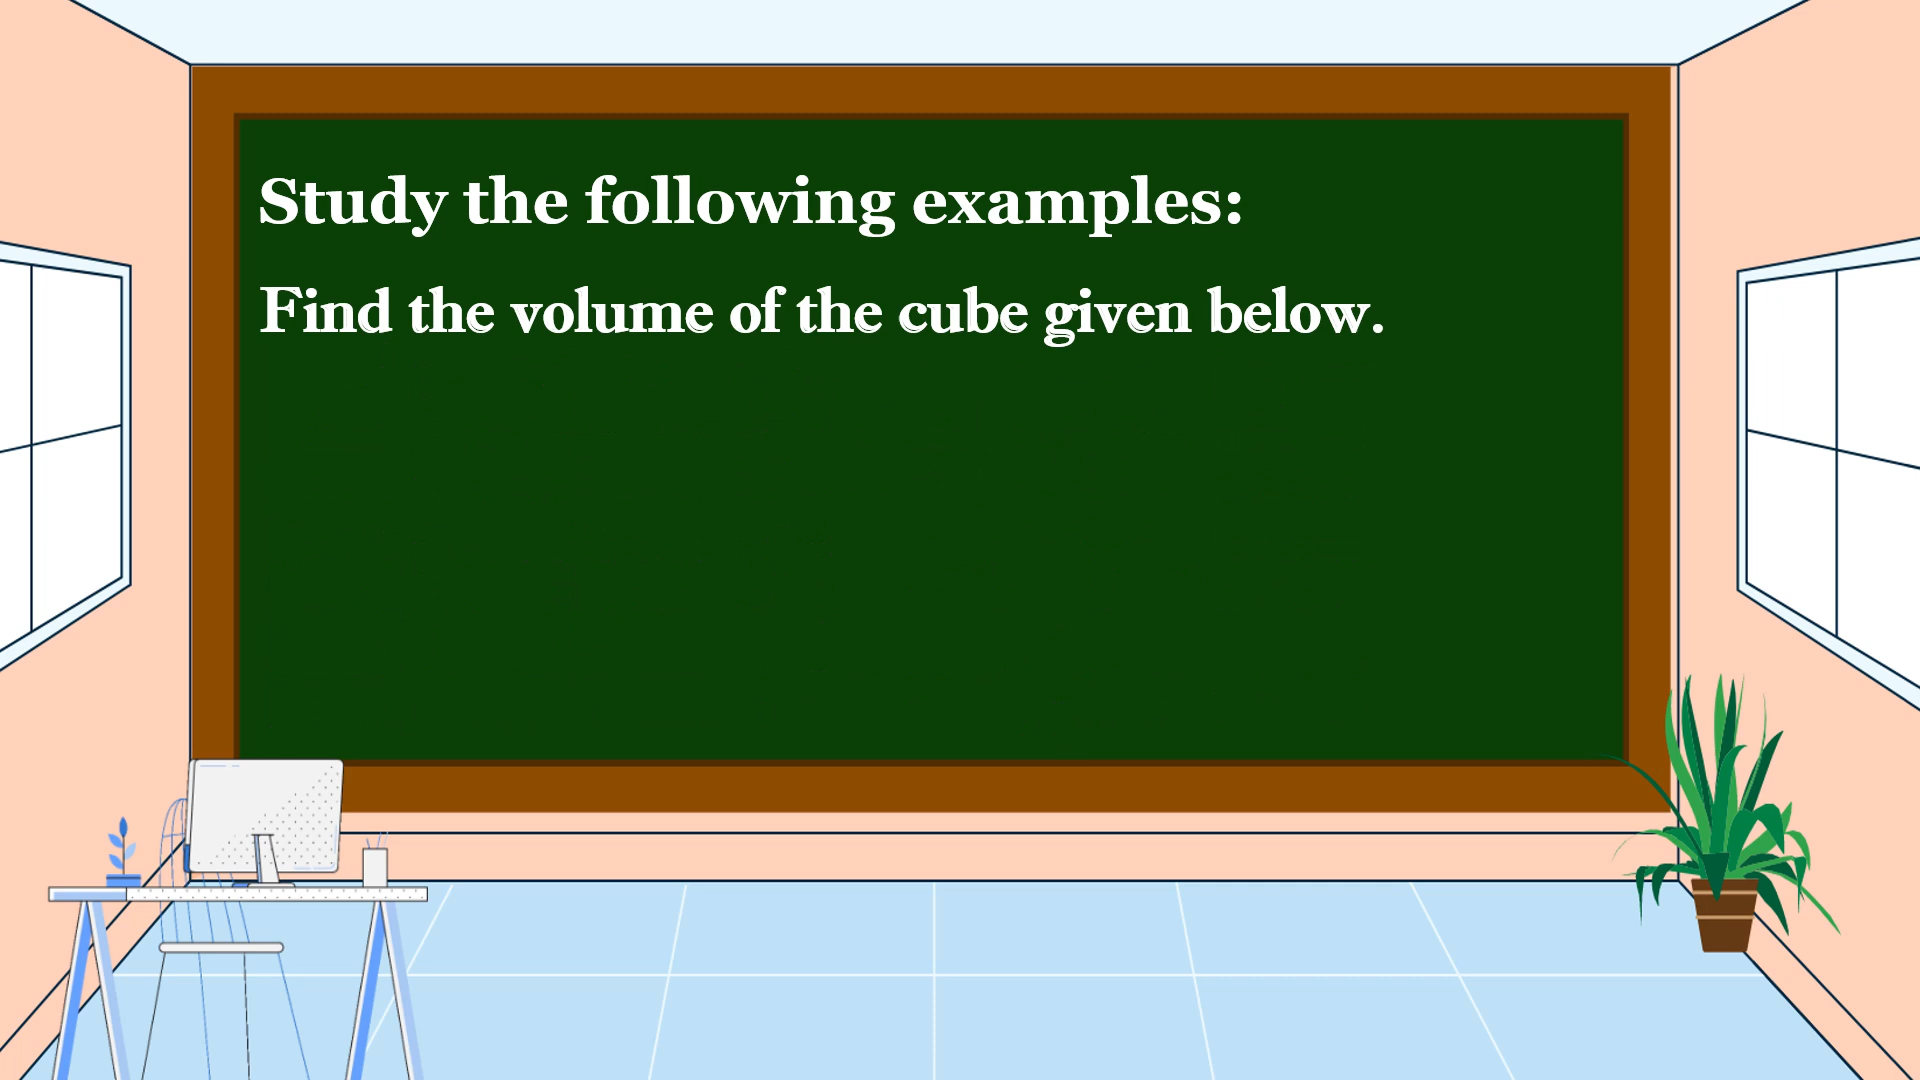 Study the following examples:
Find the volume of the cube given below.